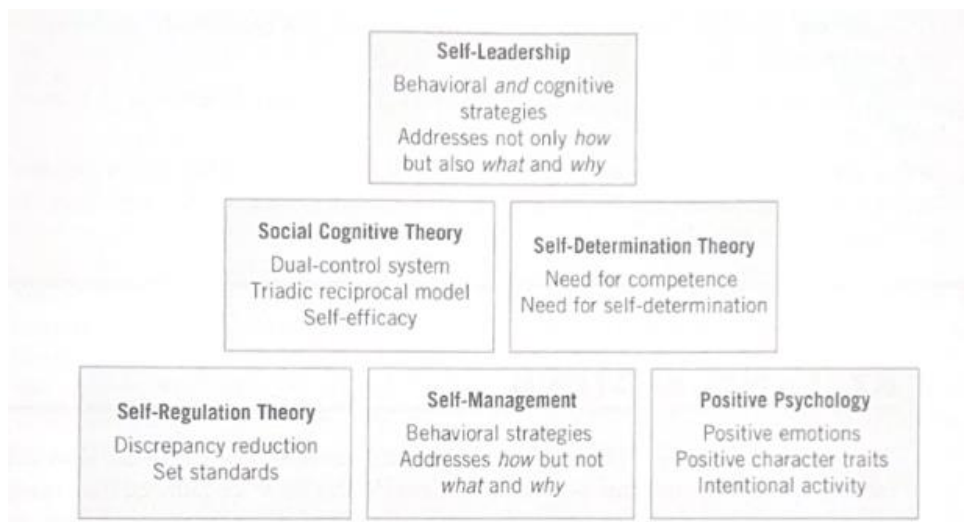 Self-Leadership
Behavioral and cognitive
strategies
Addresses not only how
but also what and why
Social Cognitive Theory
Dual-control system
Triadic reciprocal model
Self-efficacy
Self-Determination Theory
Need for competence
Need for self-determination
Self-Regulation Theory
Discrepancy reduction
Set standards
Self-Management
Behavioral strategies
Addresses how but not
what and why
Positive Psychology
Positive emotions
Positive character traits
Intentional activity